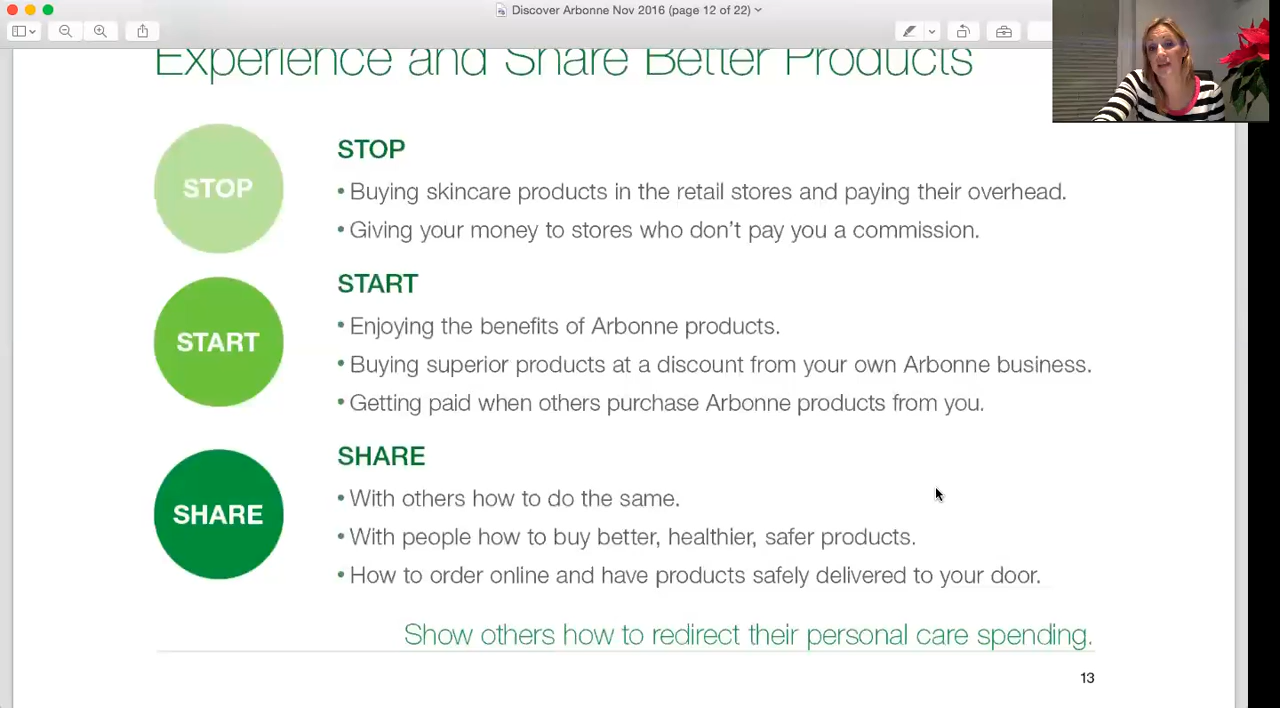 Discover Arbonne Nov 2016 (page 12 of 22)
Experience and Share Better Products
STOP
STOP
• Buying skincare products in the retail stores and paying their overhead.
• Giving your money to stores who don't pay you a commission.
START
START
• Enjoying the benefits of Arbonne products.
• Buying superior products at a discount from your own Arbonne business.
• Getting paid when others purchase Arbonne products from you.
SHARE
SHARE
• With others how to do the same.
• With people how to buy better, healthier, safer products.
• How to order online and have products safely delivered to your door.
Show others how to redirect their personal care spending.
13